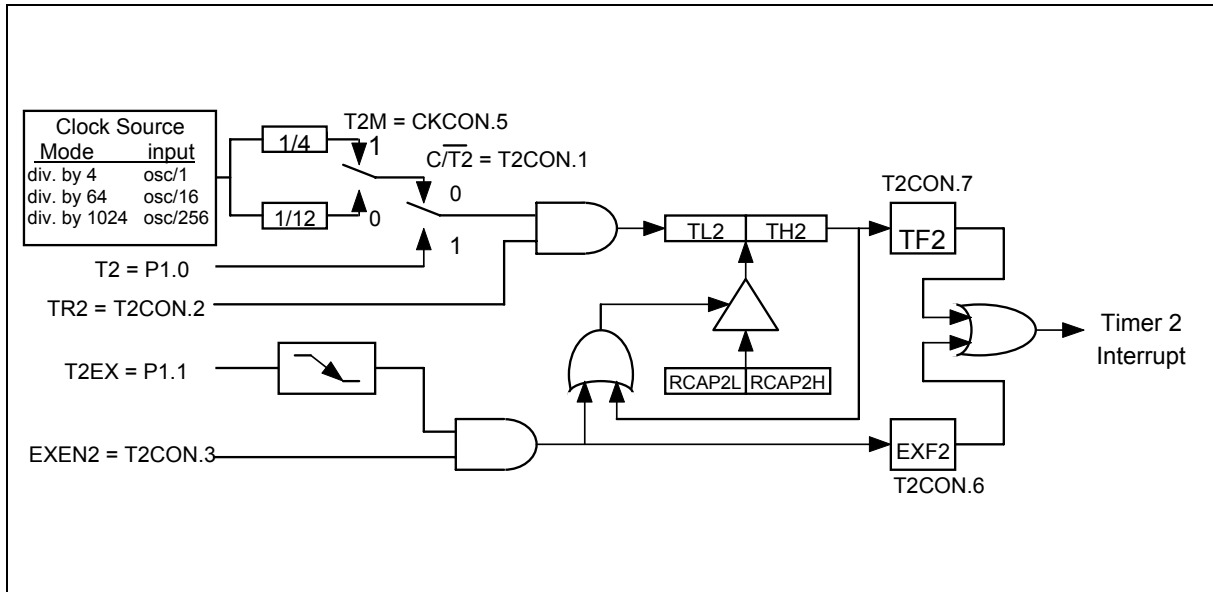 Clock Source
Mode input
div. by 4 osc/1
div. by 64 osc/16
div. by 1024 osc/256
1/4
1/12
T2M = CKCON.5
1
0
C/T2 = T2CON.1
0
1
T2 = P1.0
TR2 = T2CON.2
T2EX = P1.1
EXEN2 = T2CON.3
TL2 TH2
RCAP2L RCAP2H
T2CON.7
TF2
EXF2
T2CON.6
Timer 2
Interrupt